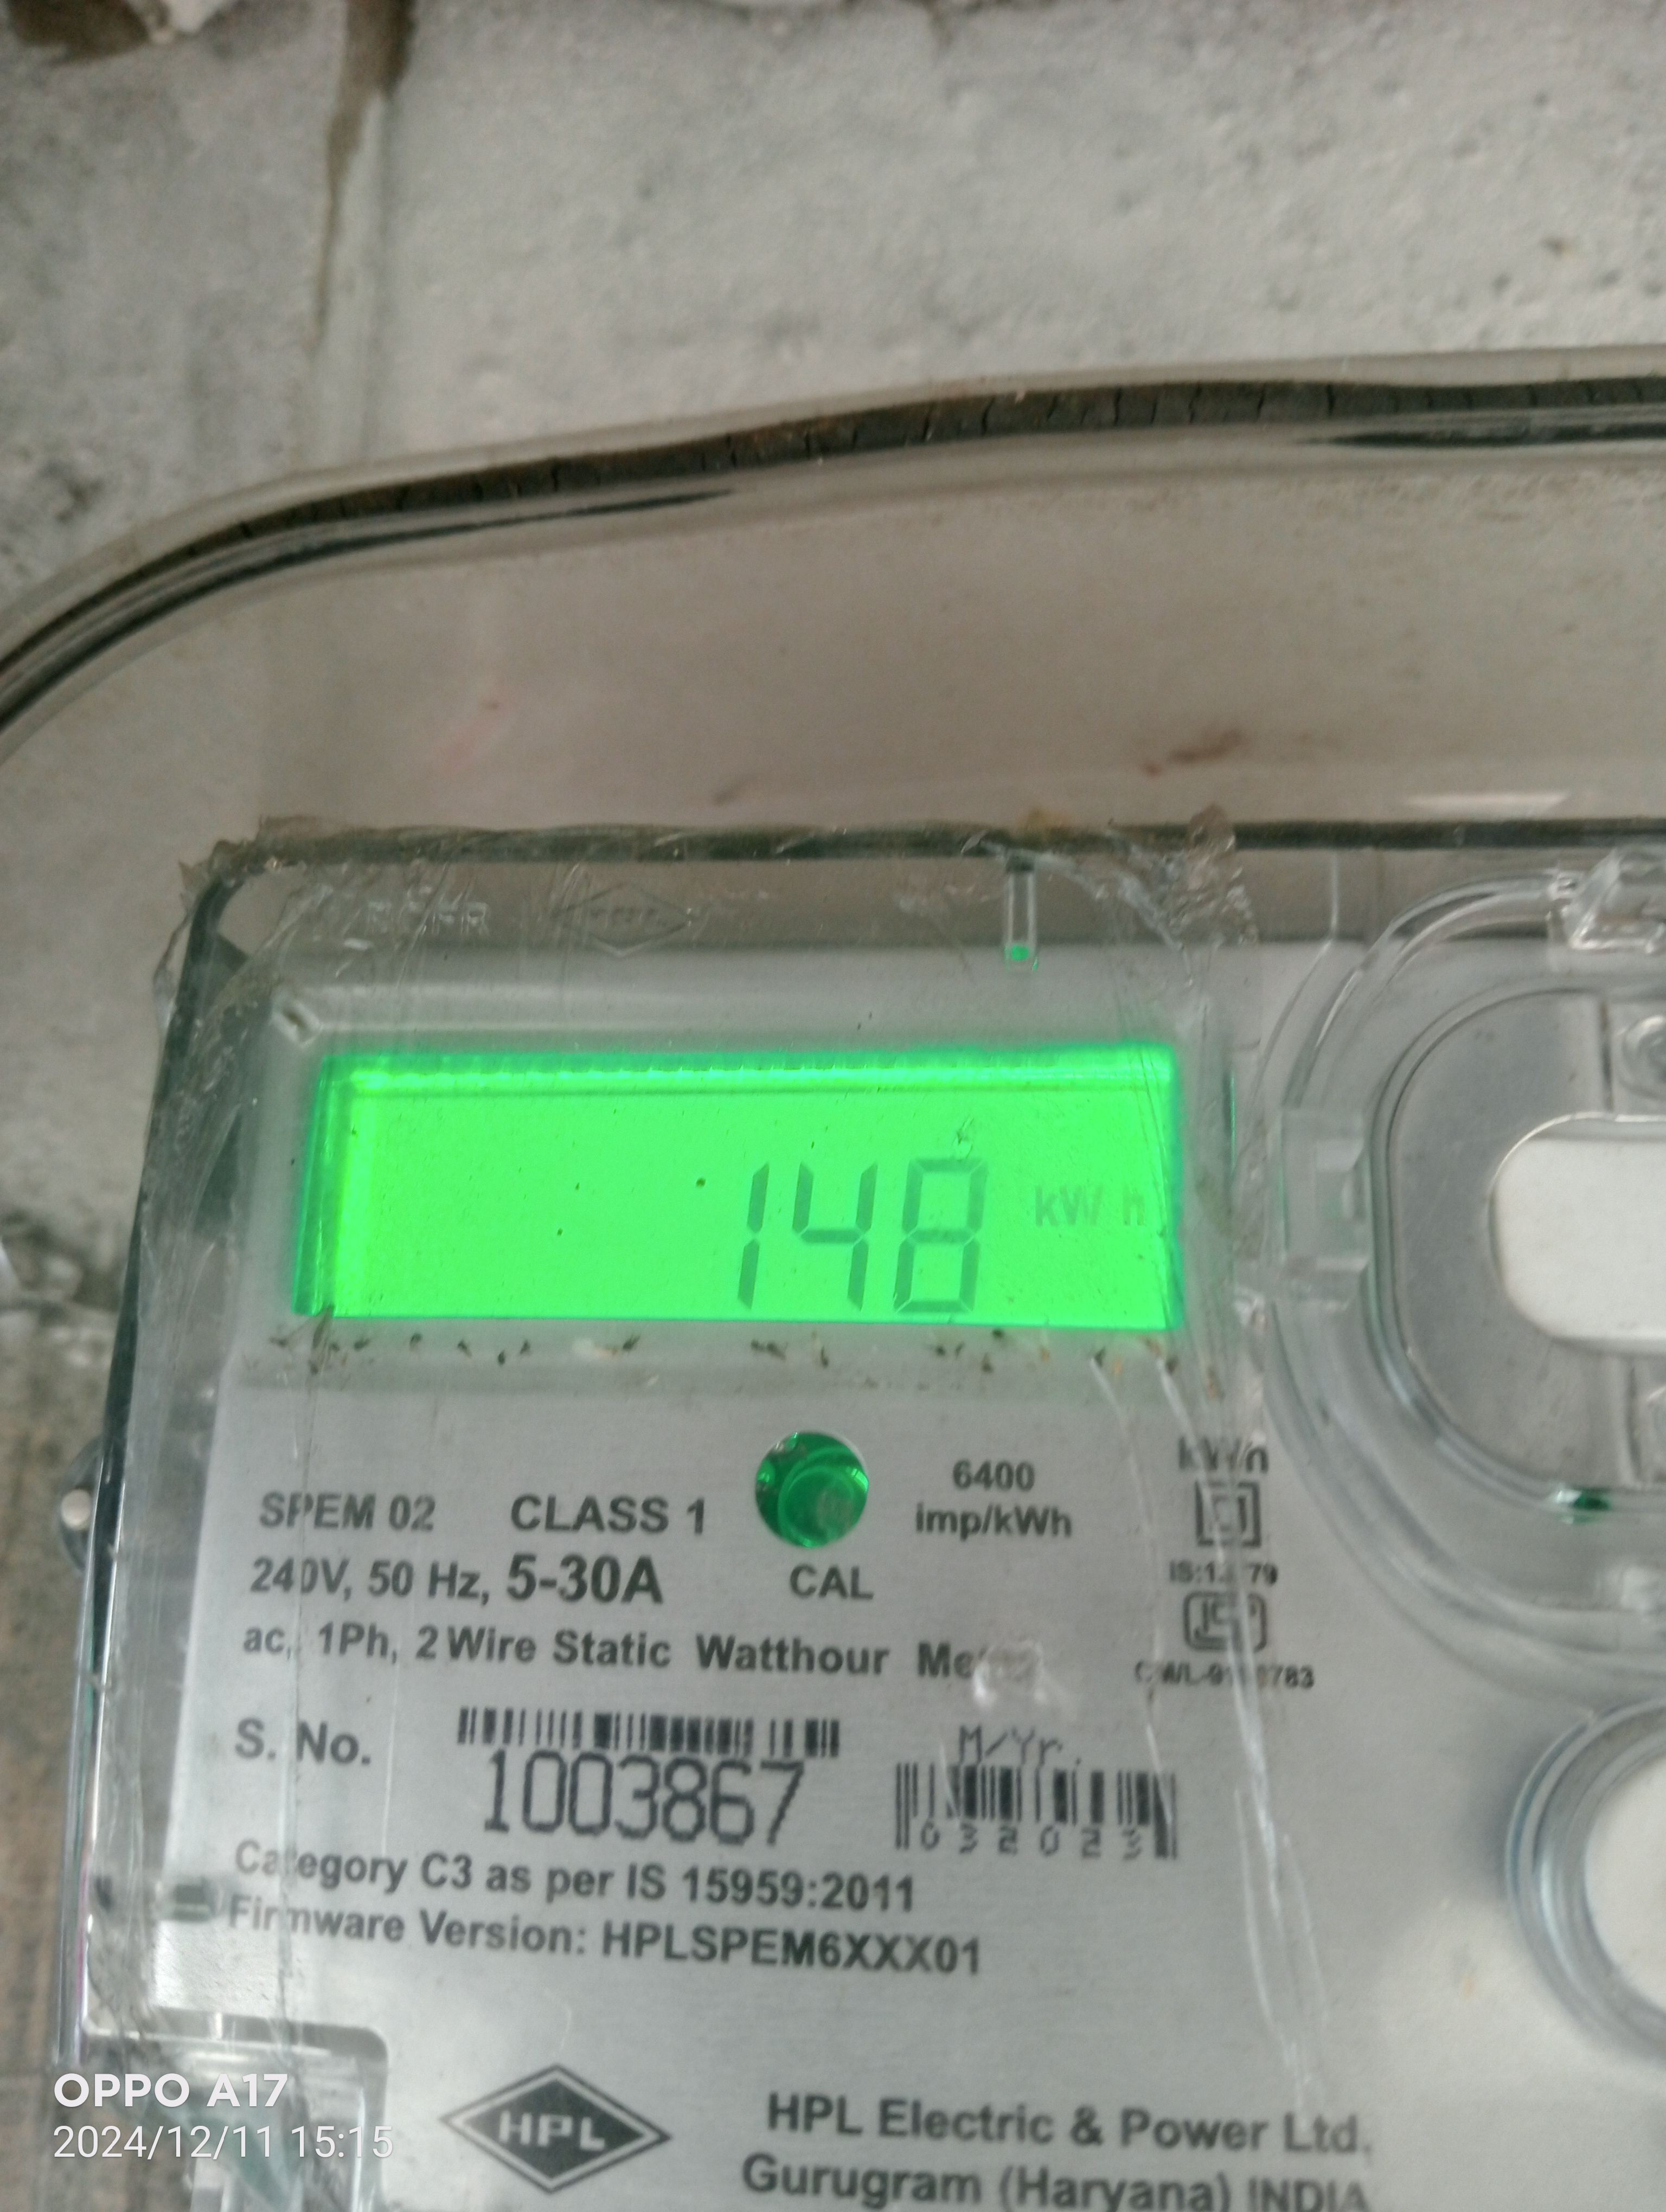 148 kWh
SPEM 02 CLASS 1
6400
imp/kWh
kWh
240V, 50 Hz, 5-30A
CAL
ac, 1Ph, 2 Wire Static Watthour
S. No.
1003867
M/Yr.
032023
Category C3 as per IS 15959:2011
Firmware Version: HPLSPEM6XXX01
HPL
HPL Electric & Power Ltd.
Gurugram (Haryana) INDIA
OPPO A17
2024/12/11 15:15